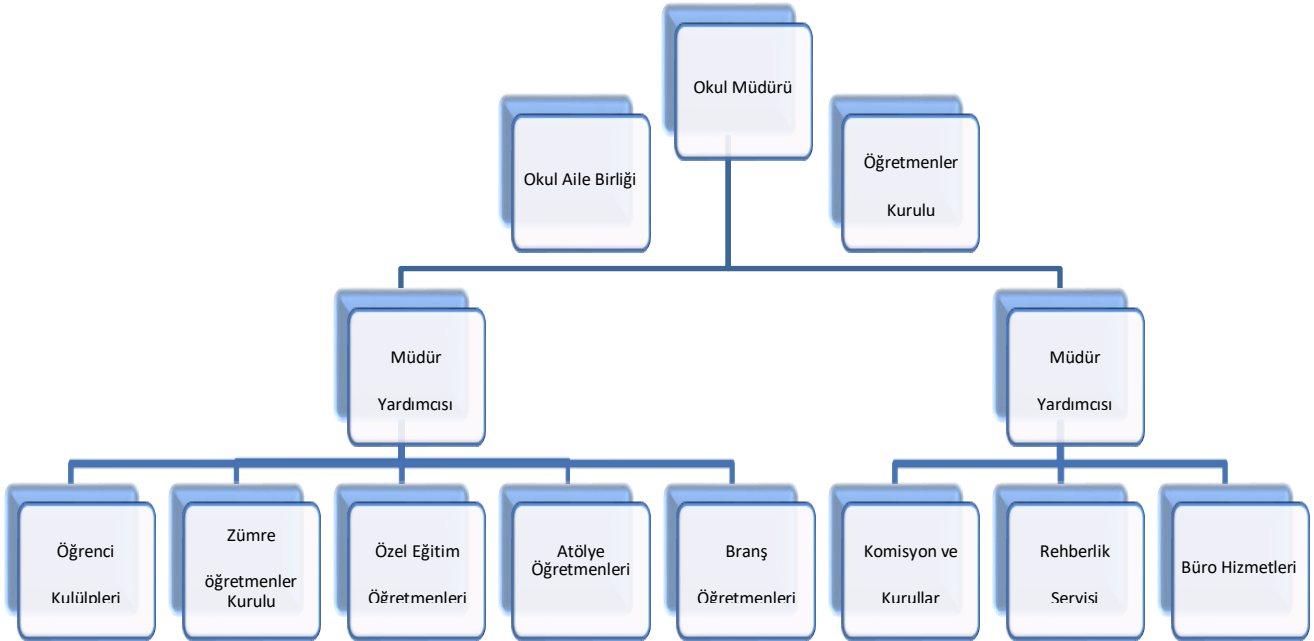 Okul Müdürü
Okul Aile Birliği
Öğretmenler
Kurulu
Müdür
Yardımcısı
Müdür
Yardımcısı
Öğrenci
Kulülpleri
Zümre
öğretmenler
Kurulu
Özel Eğitim
Öğretmenleri
Atölye
Öğretmenleri
Branş
Öğretmenleri
Komisyon ve
Kurullar
Rehberlik
Servisi
Büro Hizmetleri